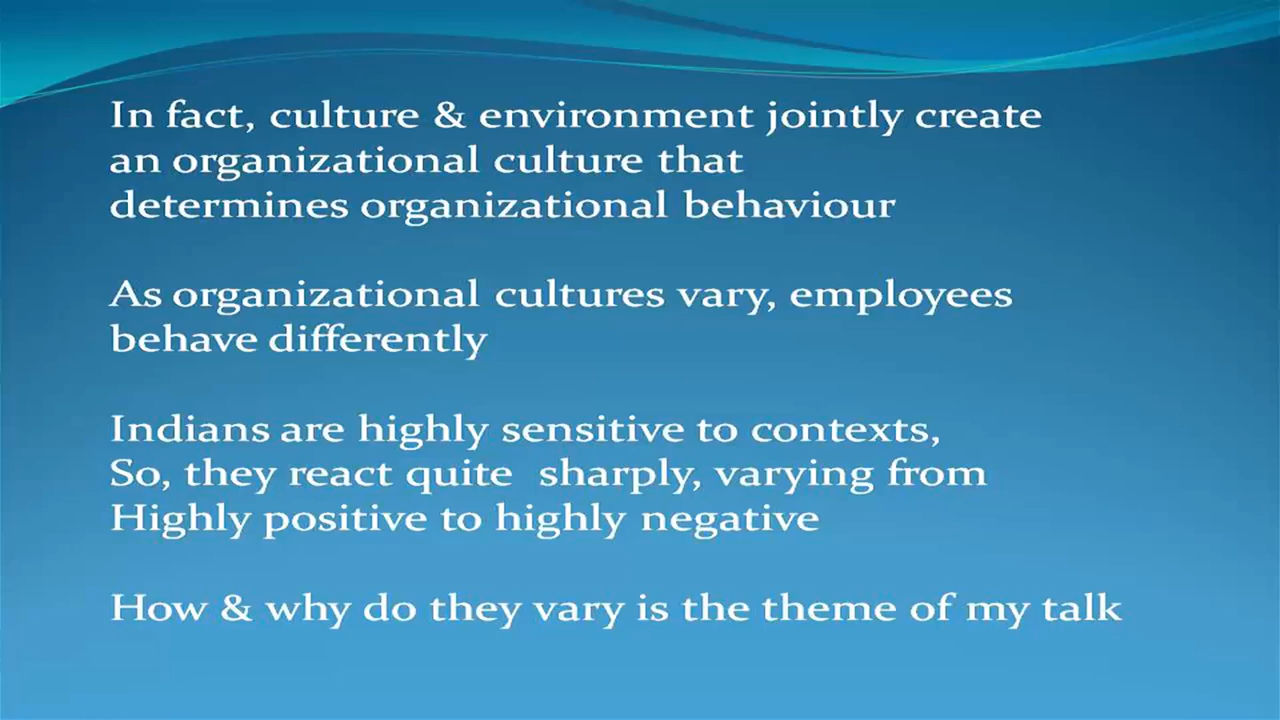 In fact, culture & environment jointly create
an organizational culture that
determines organizational behaviour
As organizational cultures vary, employees
behave differently
Indians are highly sensitive to contexts,
So, they react quite sharply, varying from
Highly positive to highly negative
How & why do they vary is the theme of my talk